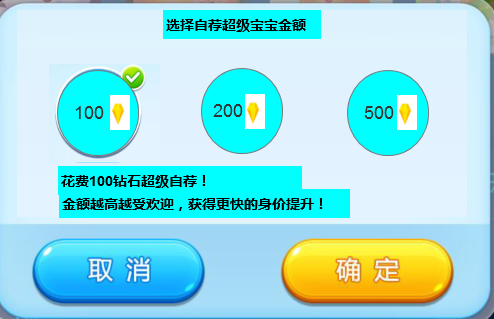 选择自荐超级宝宝金额
100 200 500
花费100钻石超级自荐！
金额越高越受欢迎，获得更快的身价提升！
取消 确定